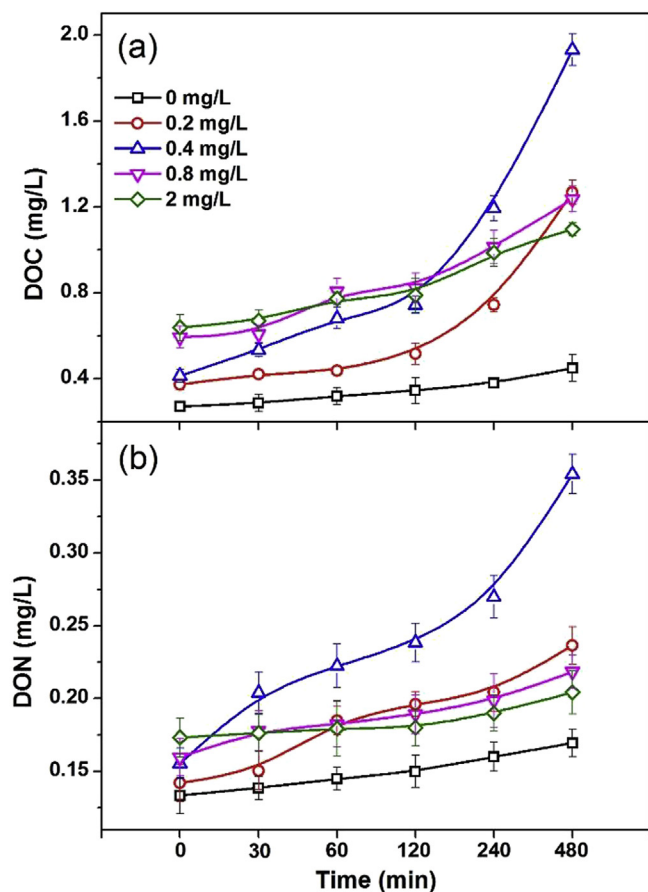 (a)
0 mg/L
0.2 mg/L
0.4 mg/L
0.8 mg/L
2 mg/L
2.0
1.6
1.2
0.8
0.4
DOC (mg/L)
(b)
0.35
0.30
0.25
0.20
0.15
DON (mg/L)
0 30 60 120 240 480
Time (min)